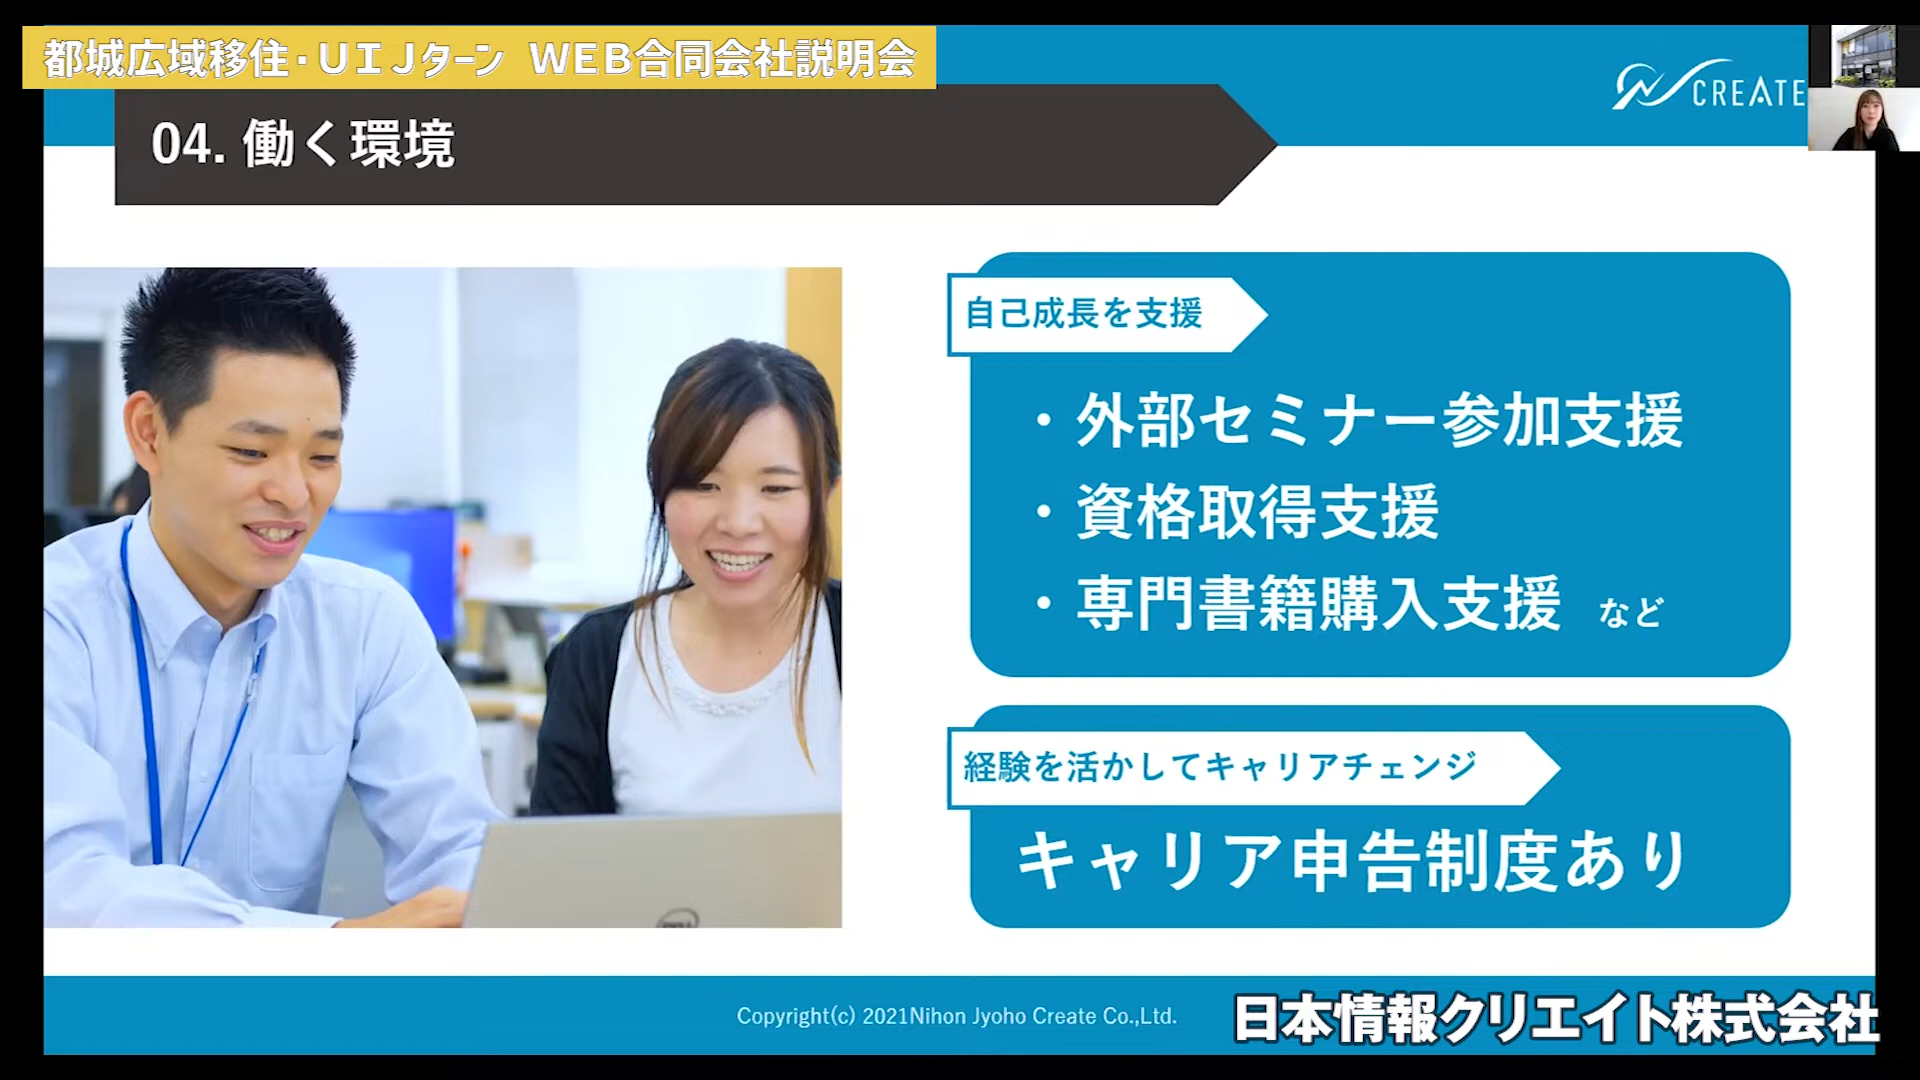 都城広域移住・UIJターン WEB合同会社説明会
CREATE
04. 働く環境
自己成長を支援
・外部セミナー参加支援
・資格取得支援
・専門書籍購入支援 など
経験を活かしてキャリアチェンジ
キャリア申告制度あり
DELL
Copyright(c) 2021Nihon Jyoho Create Co.,Ltd.
日本情報クリエイト株式会社